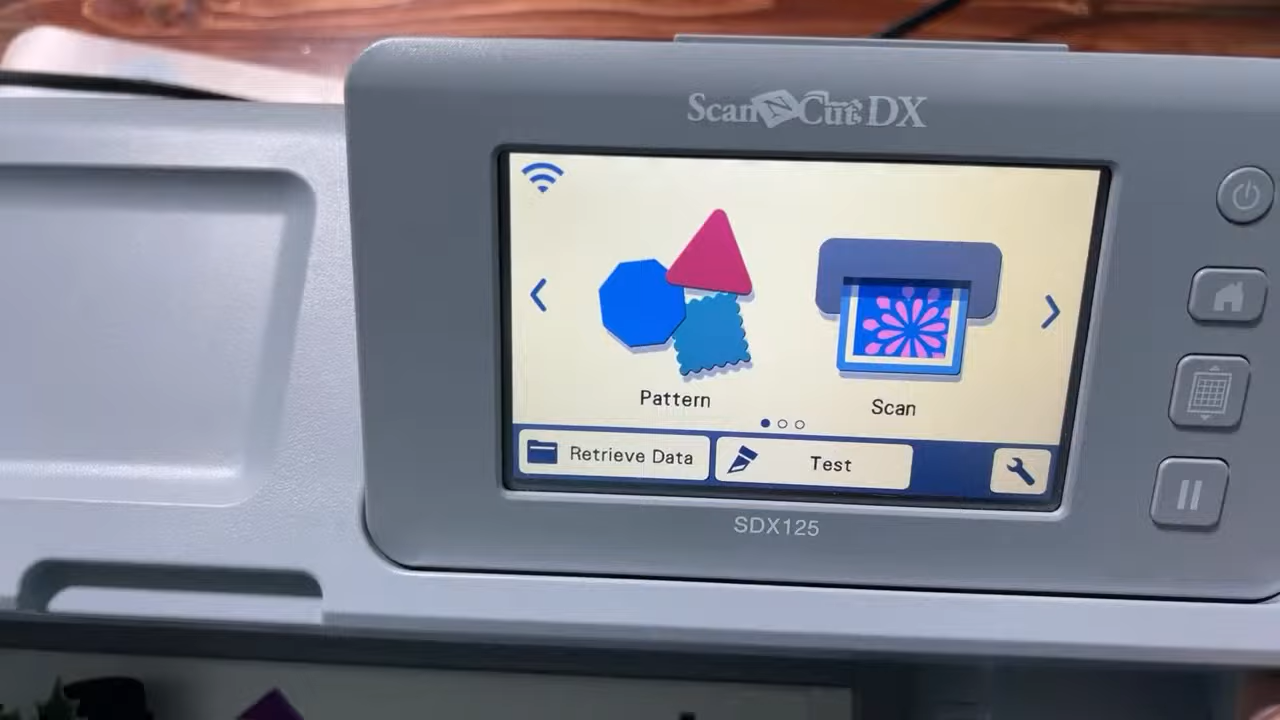 ScanNCut DX
Pattern
Scan
Retrieve Data
Test
SDX125